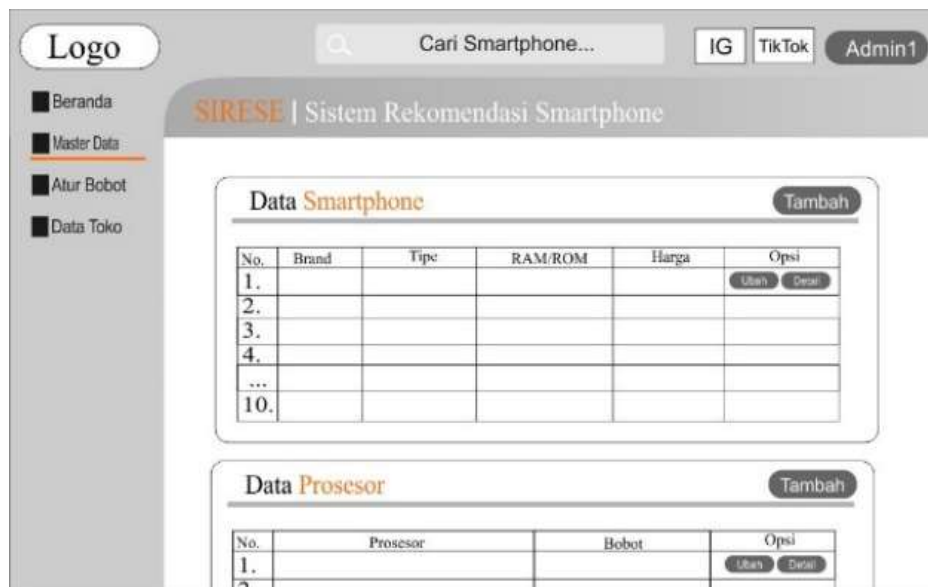 Logo
Cari Smartphone...
IG
TikTok
Admin1
Beranda
Master Data
Atur Bobot
Data Toko
SIRESE | Sistem Rekomendasi Smartphone
Data Smartphone
Tambah
No. Brand Tipe RAM/ROM Harga Opsi
1. Ubah Detail
2.
3.
4.
...
10.
Data Prosesor
Tambah
No. Prosesor Bobot Opsi
1. Ubah Detail
2.